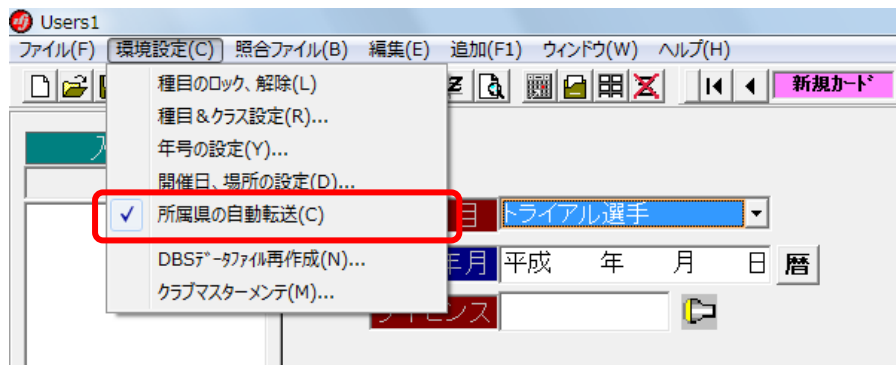 Users1
ファイル(F) 環境設定(C) 照合ファイル(B) 編集(E) 追加(F1) ウィンドウ(W) ヘルプ(H)
新規カード
種目のロック、解除(L)
種目&クラス設定(R)...
年号の設定(Y)...
開催日、場所の設定(D)...
✓ 所属県の自動転送(C)
目 トライアル選手
DBSデータファイル再作成(N)...
年月 平成 年 月 日 暦
クラブマスターメンテ(M)...